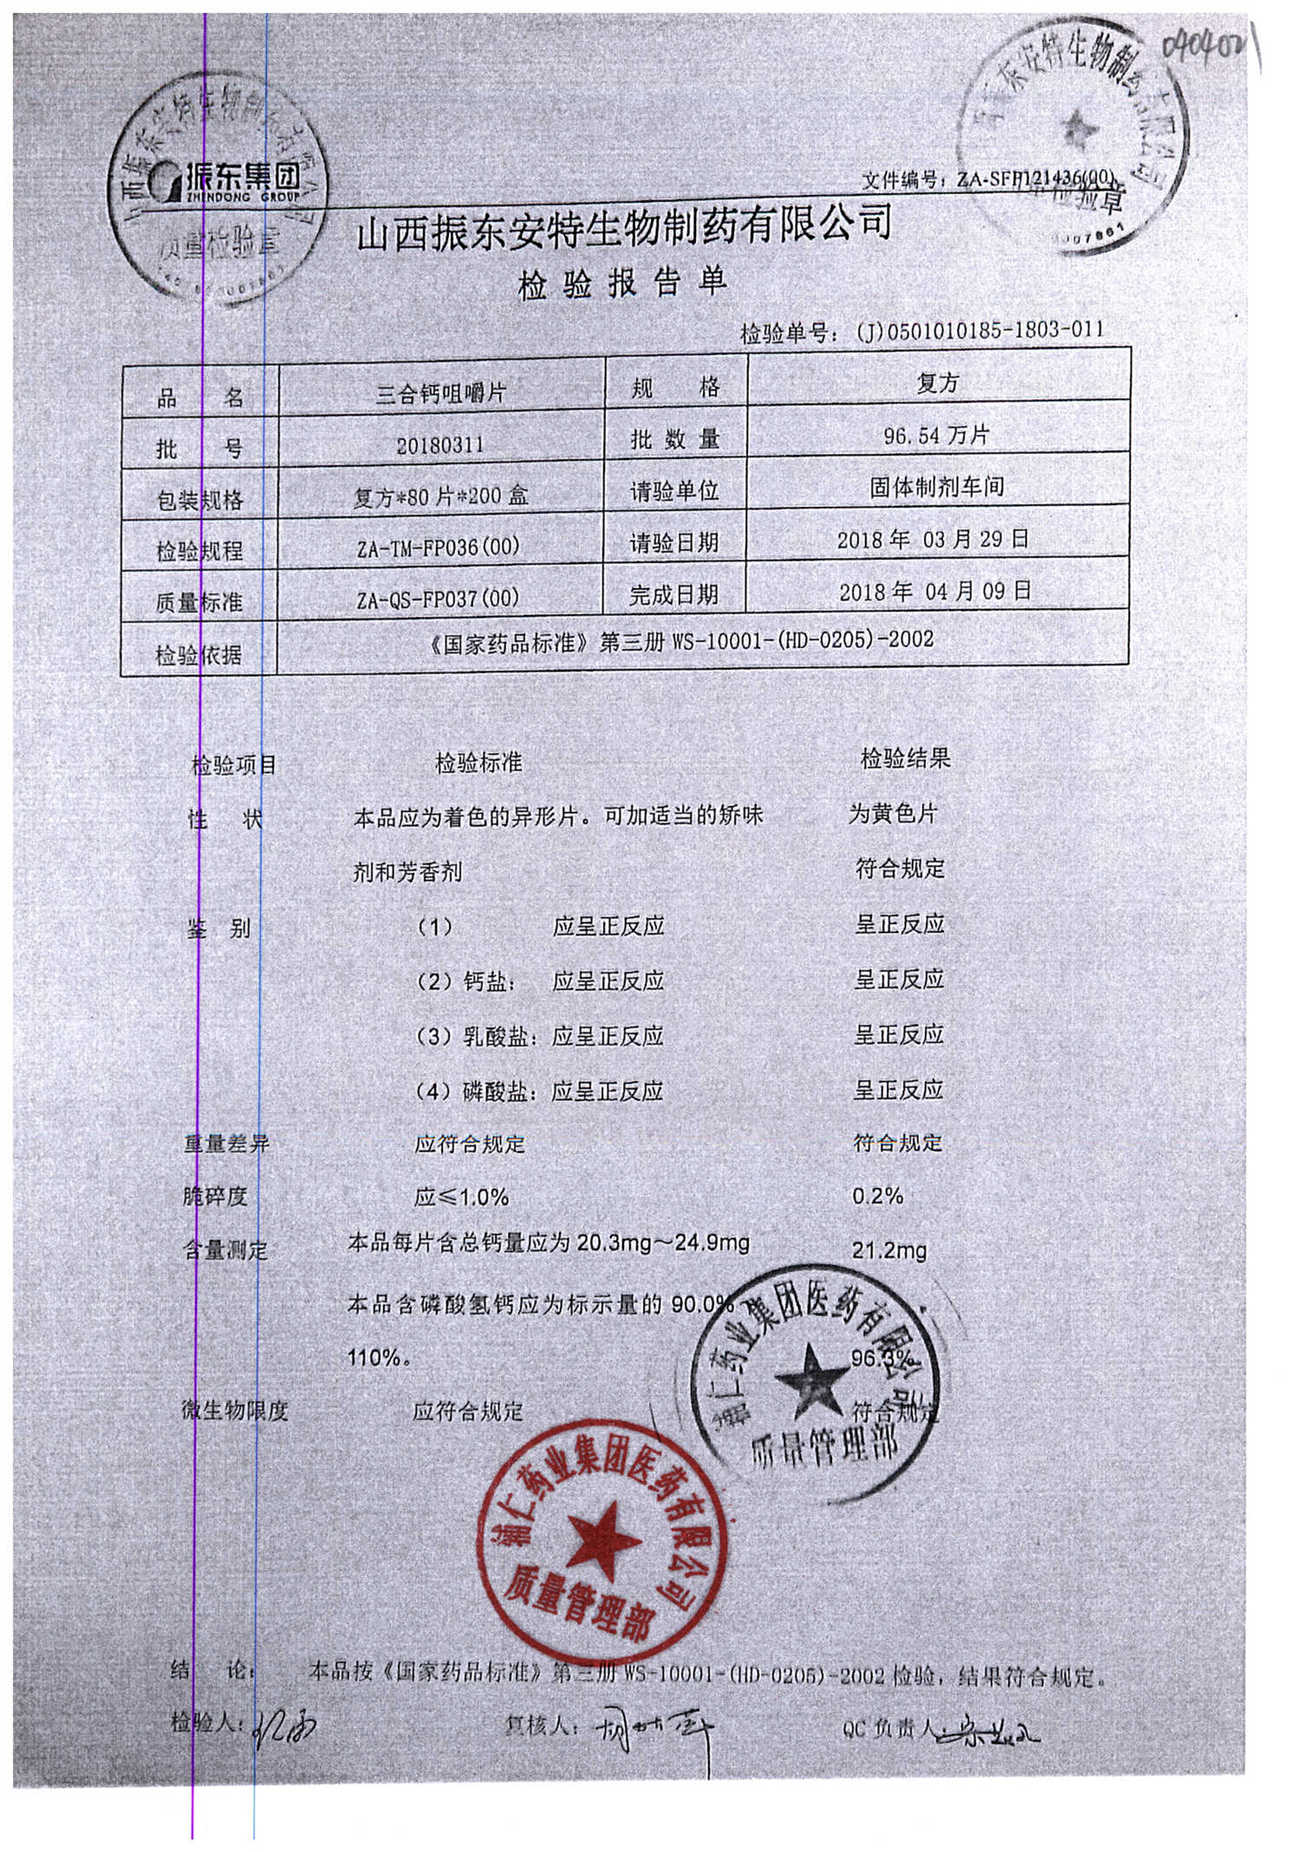 0404021
振东集团
ZHENDONG GROUP
质量检验室
文件编号：ZA-SFP121436(00)
检验章
山西振东安特生物制药有限公司
检验报告单
检验单号：(J)0501010185-1803-011
品 名 三合钙咀嚼片 规 格 复方
批 号 20180311 批 数 量 96.54 万片
包装规格 复方*80 片*200 盒 请验单位 固体制剂车间
检验规程 ZA-TM-FP036(00) 请验日期 2018 年 03 月 29 日
质量标准 ZA-QS-FP037(00) 完成日期 2018 年 04 月 09 日
检验依据 《国家药品标准》第三册 WS-10001-(HD-0205)-2002
检验项目 检验标准 检验结果
性 状 本品应为着色的异形片。可加适当的矫味 为黄色片
剂和芳香剂 符合规定
鉴 别 （1） 应呈正反应 呈正反应
（2）钙盐： 应呈正反应 呈正反应
（3）乳酸盐：应呈正反应 呈正反应
（4）磷酸盐：应呈正反应 呈正反应
重量差异 应符合规定 符合规定
脆碎度 应≤1.0% 0.2%
含量测定 本品每片含总钙量应为 20.3mg～24.9mg 21.2mg
本品含磷酸氢钙应为标示量的 90.0%
110%。 96.3%
微生物限度 应符合规定 符合规定
辅仁药业集团医药有限公司
质量管理部
辅仁药业集团医药有限公司
质量管理部
结 论： 本品按《国家药品标准》第三册 WS-10001-(HD-0205)-2002 检验，结果符合规定。
检验人： 复核人： QC 负责人：